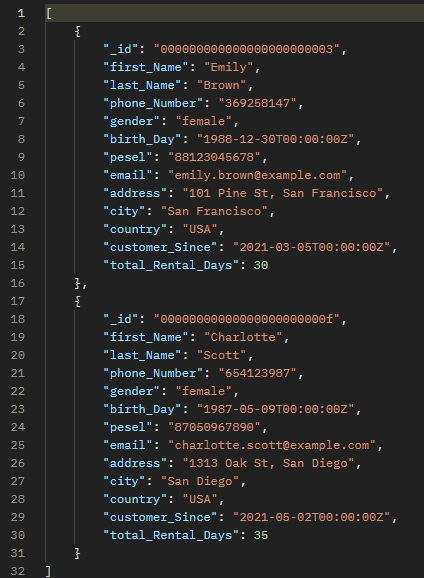 1 [
2     {
3         "_id": "000000000000000000000003",
4         "first_Name": "Emily",
5         "last_Name": "Brown",
6         "phone_Number": "369258147",
7         "gender": "female",
8         "birth_Day": "1988-12-30T00:00:00Z",
9         "pesel": "88123045678",
10         "email": "emily.brown@example.com",
11         "address": "101 Pine St, San Francisco",
12         "city": "San Francisco",
13         "country": "USA",
14         "customer_Since": "2021-03-05T00:00:00Z",
15         "total_Rental_Days": 30
16     },
17     {
18         "_id": "00000000000000000000000f",
19         "first_Name": "Charlotte",
20         "last_Name": "Scott",
21         "phone_Number": "654123987",
22         "gender": "female",
23         "birth_Day": "1987-05-09T00:00:00Z",
24         "pesel": "87050967890",
25         "email": "charlotte.scott@example.com",
26         "address": "1313 Oak St, San Diego",
27         "city": "San Diego",
28         "country": "USA",
29         "customer_Since": "2021-05-02T00:00:00Z",
30         "total_Rental_Days": 35
31     }
32 ]